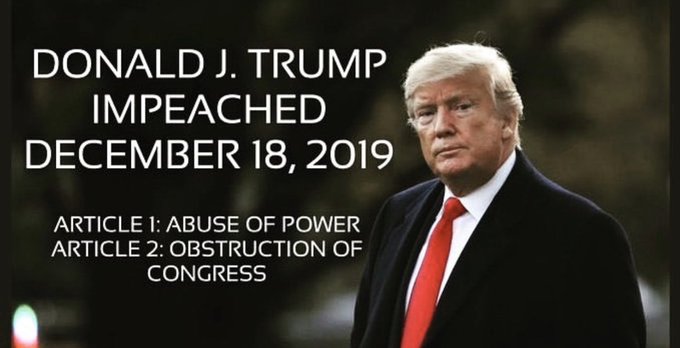 DONALD J. TRUMP
IMPEACHED
DECEMBER 18, 2019
ARTICLE 1: ABUSE OF POWER
ARTICLE 2: OBSTRUCTION OF
CONGRESS